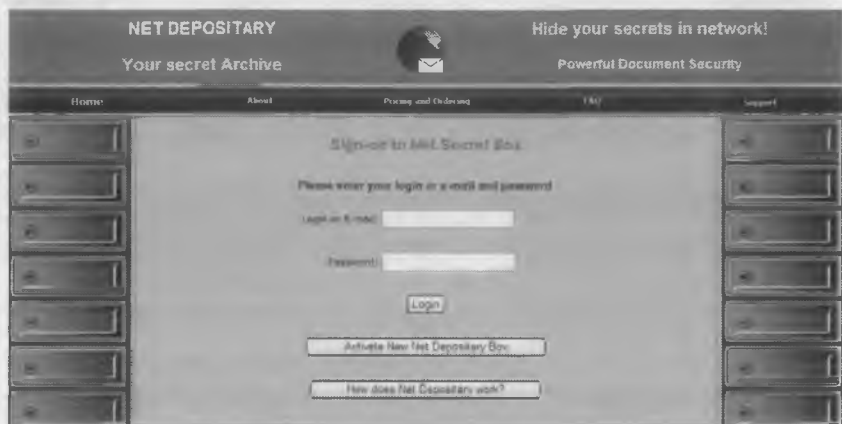 NET DEPOSITARY
Your secret Archive
Hide your secrets in network!
Powerful Document Security
Home About Pricing and Ordering FAQ Support
Sign-on to Net Secret Box
Please enter your login or e-mail and password
Login or E-mail:
Password:
Login
Activate New Net Depositary Box
How does Net Depositary work?